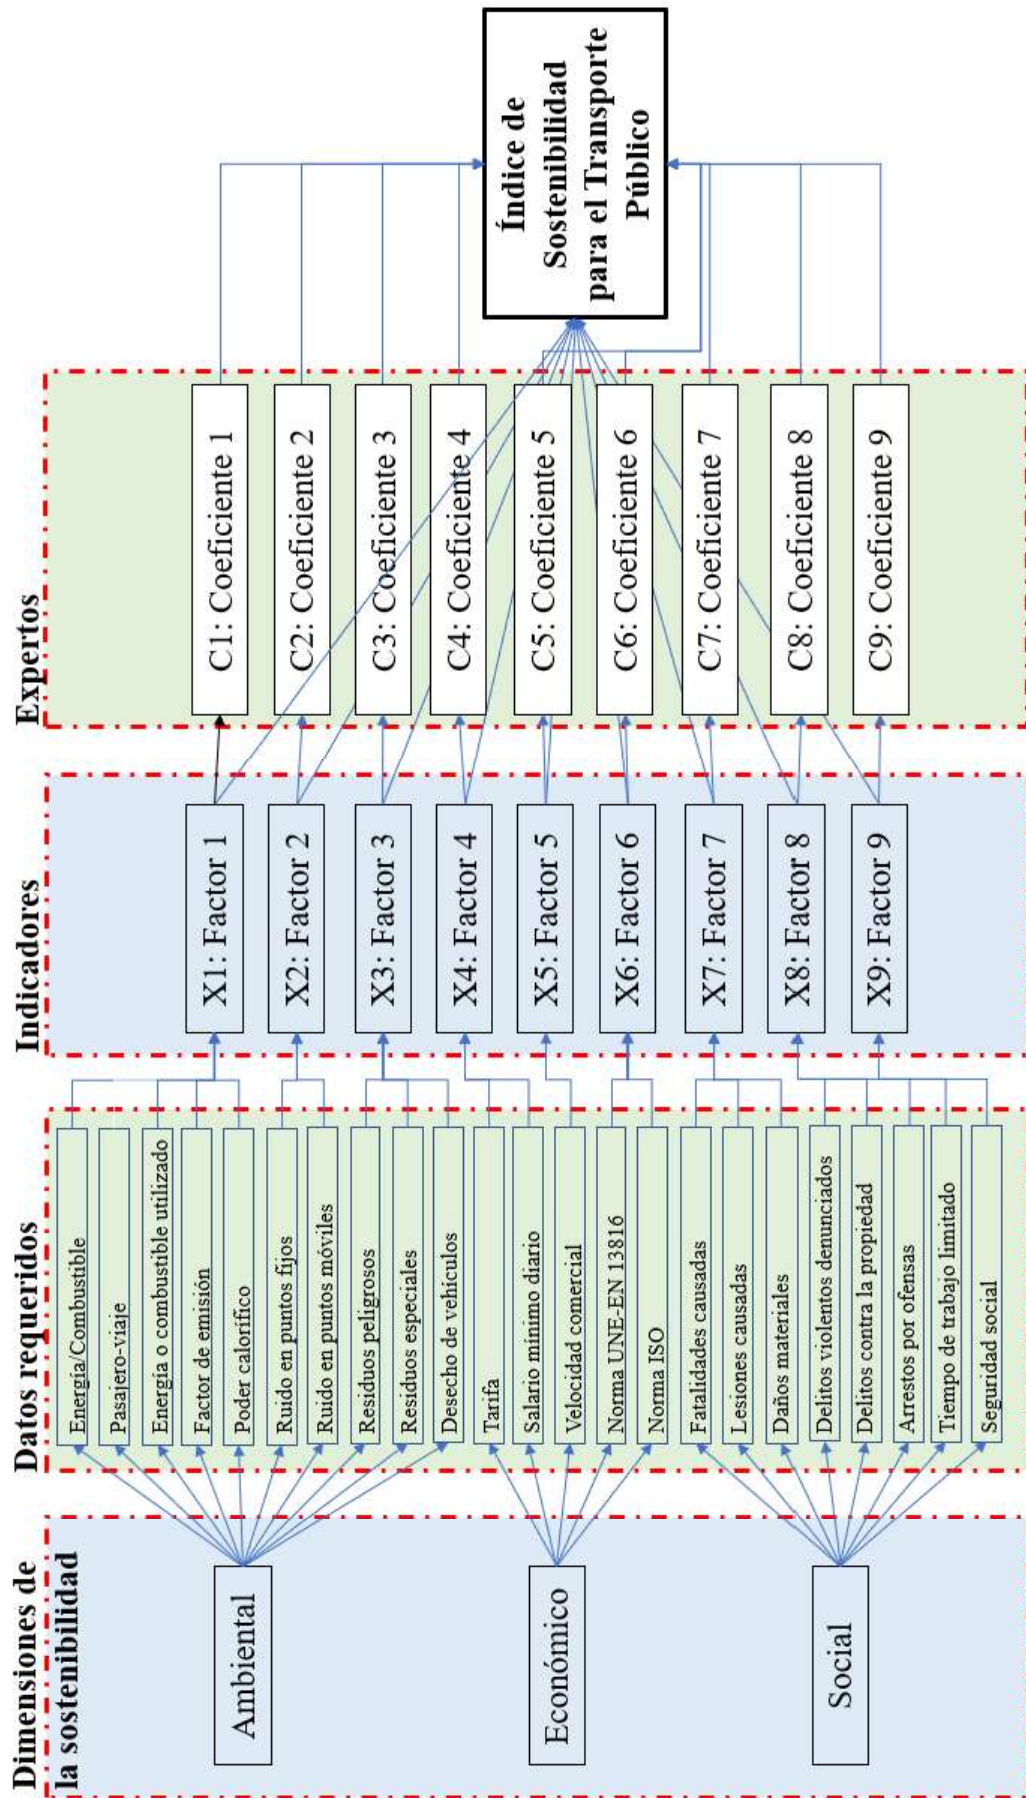 Dimensiones de
la sostenibilidad
Ambiental
Económico
Social
Datos requeridos
Energía/Combustible
Pasajero-viaje
Energía o combustible utilizado
Factor de emisión
Poder calorífico
Ruido en puntos fijos
Ruido en puntos móviles
Residuos peligrosos
Residuos especiales
Desecho de vehículos
Tarifa
Salario minimo diario
Velocidad comercial
Norma UNE-EN 13816
Norma ISO
Fatalidades causadas
Lesiones causadas
Daños materiales
Delitos violentos denunciados
Delitos contra la propiedad
Arrestos por ofensas
Tiempo de trabajo limitado
Seguridad social
Indicadores
X1: Factor 1
X2: Factor 2
X3: Factor 3
X4: Factor 4
X5: Factor 5
X6: Factor 6
X7: Factor 7
X8: Factor 8
X9: Factor 9
Expertos
C1: Coeficiente 1
C2: Coeficiente 2
C3: Coeficiente 3
C4: Coeficiente 4
C5: Coeficiente 5
C6: Coeficiente 6
C7: Coeficiente 7
C8: Coeficiente 8
C9: Coeficiente 9
Índice de
Sostenibilidad
para el Transporte
Público